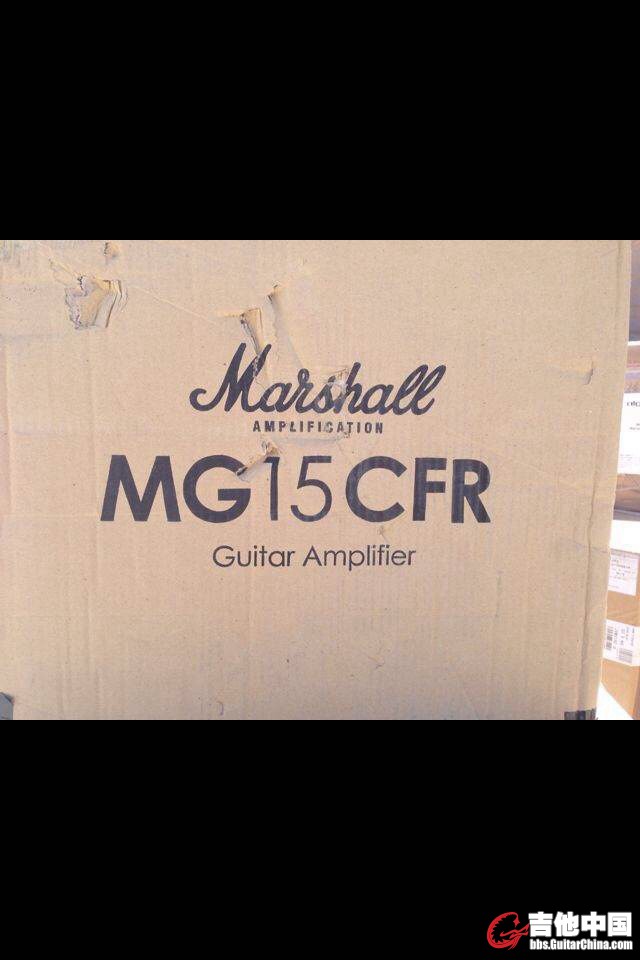 Marshall
AMPLIFICATION
MG15CFR
Guitar Amplifier
吉他中国
bbs.GuitarChina.com